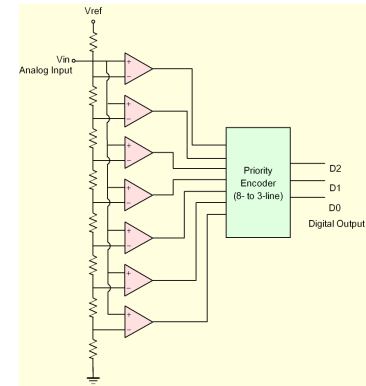 Vref
Vin
Analog Input
+
−
+
−
+
−
+
−
+
−
+
−
+
−
Priority
Encoder
(8- to 3-line)
D2
D1
D0
Digital Output